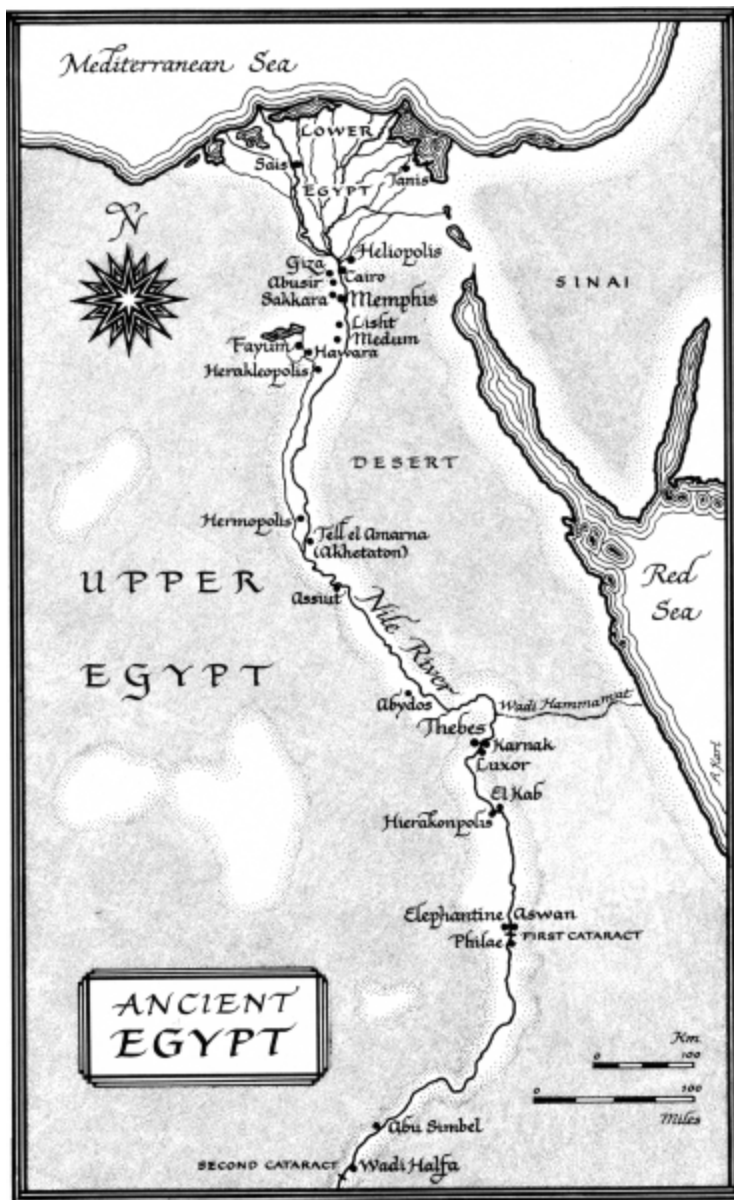 Mediterranean Sea
LOWER
EGYPT
Sais
Tanis
N
Giza
Heliopolis
Abusir
Cairo
Sakkara
Memphis
SINAI
Lisht
Medum
Fayum
Hawara
Herakleopolis
DESERT
Hermopolis
Tell el Amarna
(Akhetaton)
UPPER
EGYPT
Assiut
Nile River
Red
Sea
Abydos
Wadi Hammamat
Thebes
Karnak
Luxor
A Karl
El Kab
Hierakonpolis
Elephantine
Aswan
FIRST CATARACT
Philae
ANCIENT
EGYPT
Km.
0 100
0 100
Miles
Abu Simbel
SECOND CATARACT
Wadi Halfa